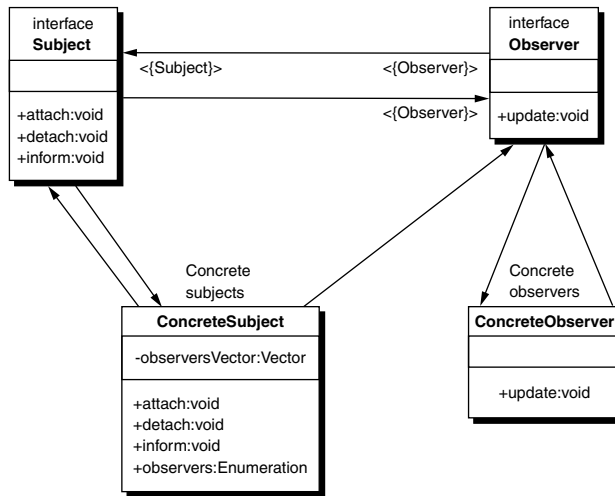 interface
Subject
+attach:void
+detach:void
+inform:void
interface
Observer
+update:void
<{Subject}>
<{Observer}>
<{Observer}>
Concrete
subjects
ConcreteSubject
-observersVector:Vector
+attach:void
+detach:void
+inform:void
+observers:Enumeration
Concrete
observers
ConcreteObserver
+update:void